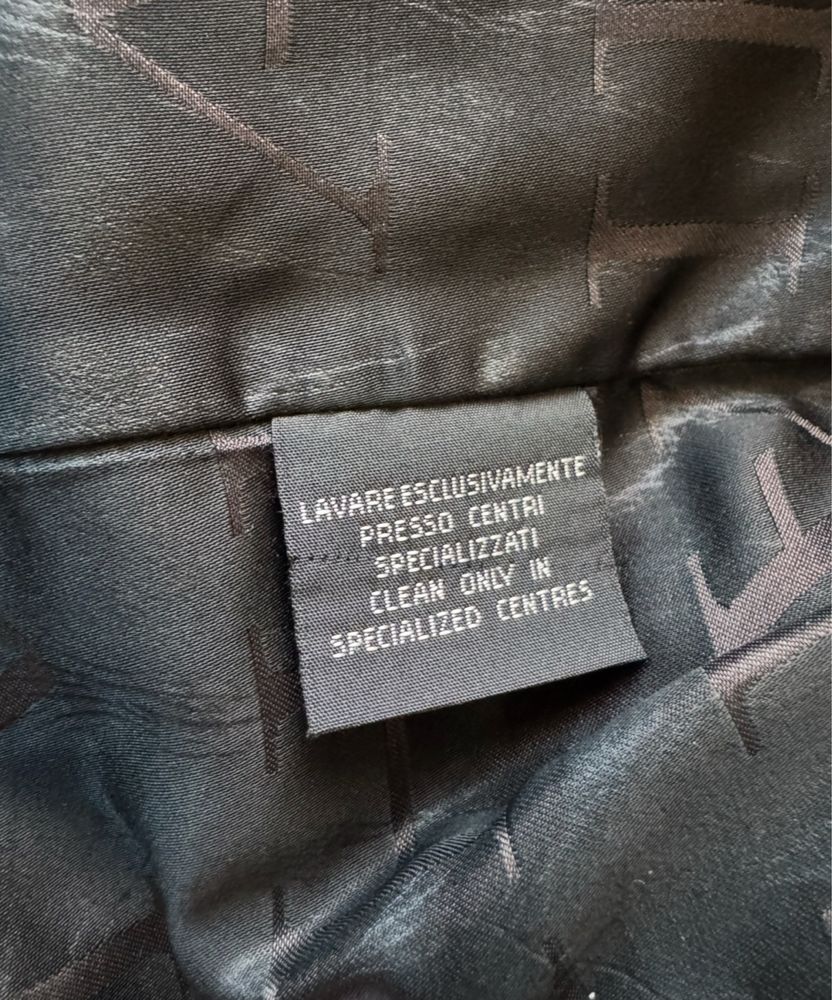 LAVARE ESCLUSIVAMENTE
PRESSO CENTRI
SPECIALIZZATI
CLEAN ONLY IN
SPECIALIZED CENTRES